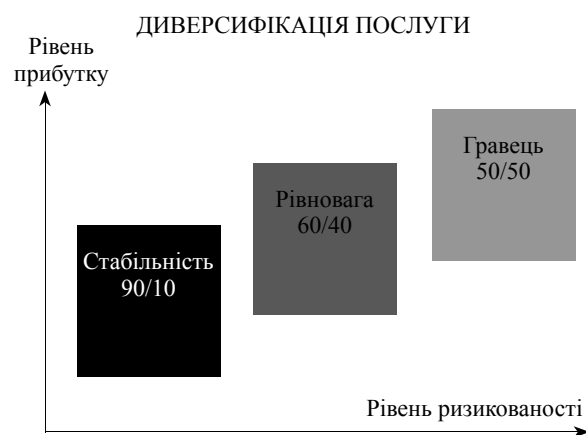 ДИВЕРСИФІКАЦІЯ ПОСЛУГИ
Рівень
прибутку
Гравець
50/50
Рівновага
60/40
Стабільність
90/10
Рівень ризикованості